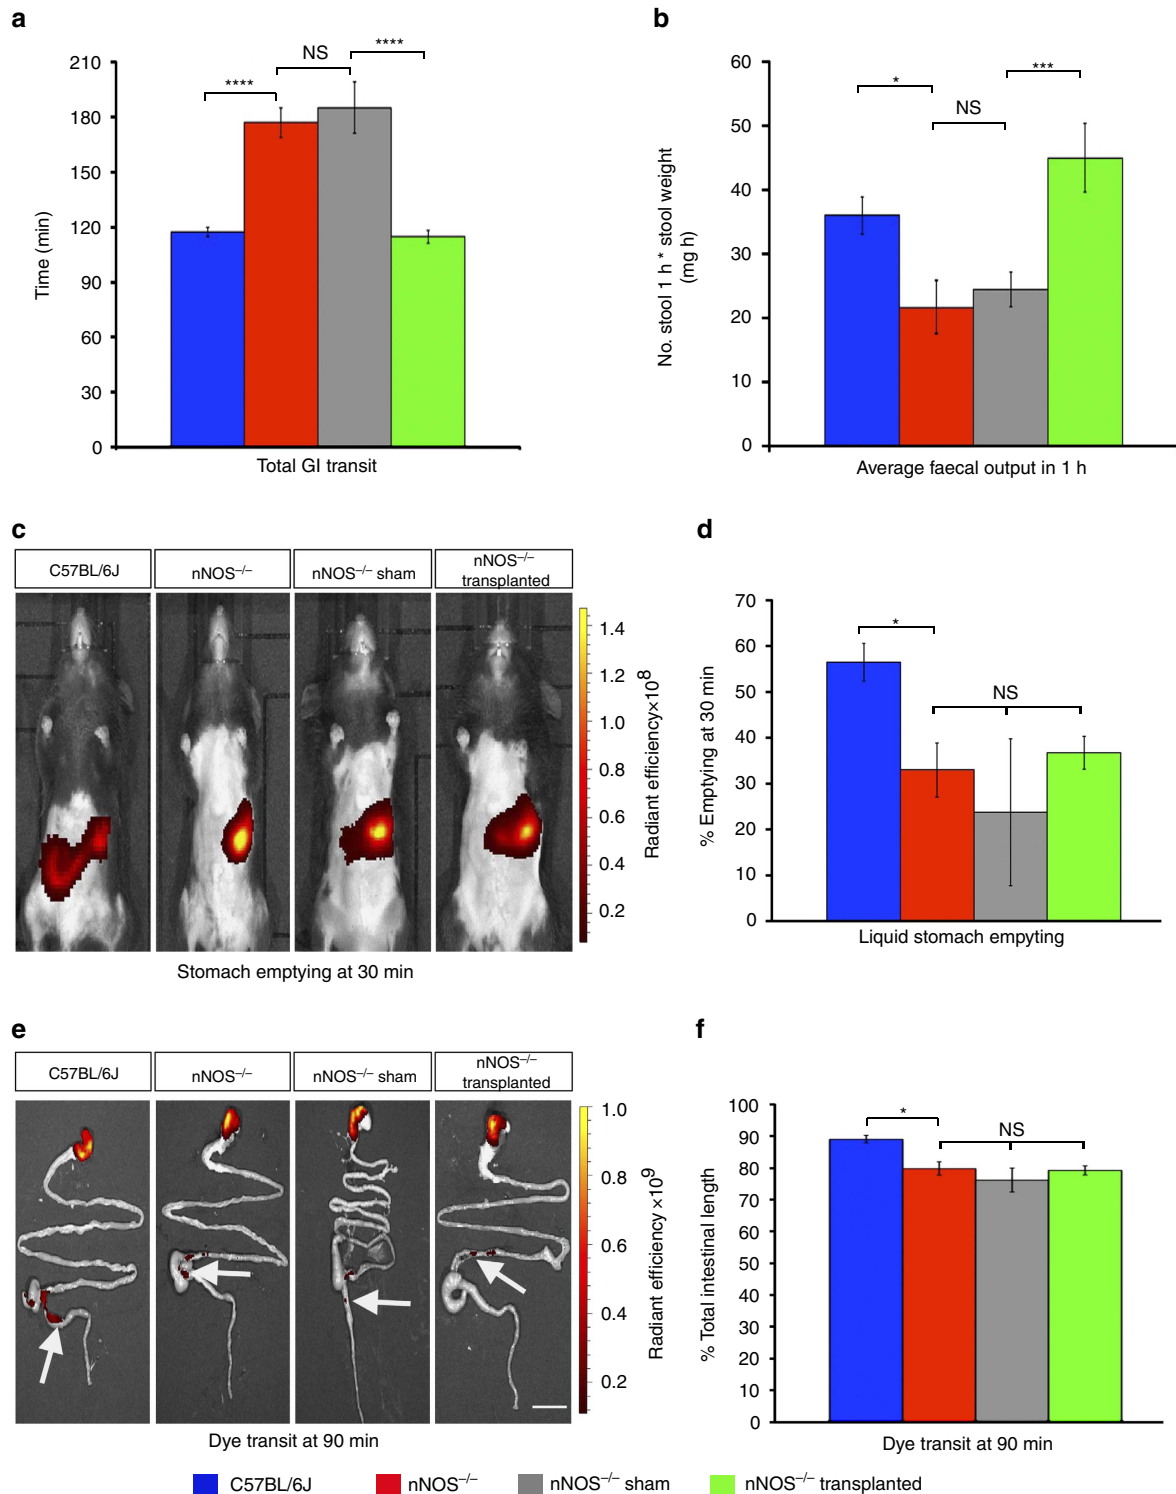 a
210
180
150
120
90
60
30
0
Time (min)
****
NS
****
Total GI transit
b
60
50
40
30
20
10
0
No. stool 1 h * stool weight
(mg h)
*
NS
***
Average faecal output in 1 h
c
C57BL/6J
nNOS–/–
nNOS–/– sham
nNOS–/–
transplanted
1.4
1.2
1.0
0.8
0.6
0.4
0.2
Radiant efficiency×10⁸
Stomach emptying at 30 min
d
70
60
50
40
30
20
10
0
% Emptying at 30 min
*
NS
Liquid stomach empyting
e
C57BL/6J
nNOS–/–
nNOS–/– sham
nNOS–/–
transplanted
1.0
0.8
0.6
0.4
0.2
Radiant efficiency ×10⁹
Dye transit at 90 min
f
100
90
80
70
60
50
40
30
20
10
0
% Total intestinal length
*
NS
Dye transit at 90 min
C57BL/6J
nNOS–/–
nNOS–/– sham
nNOS–/– transplanted